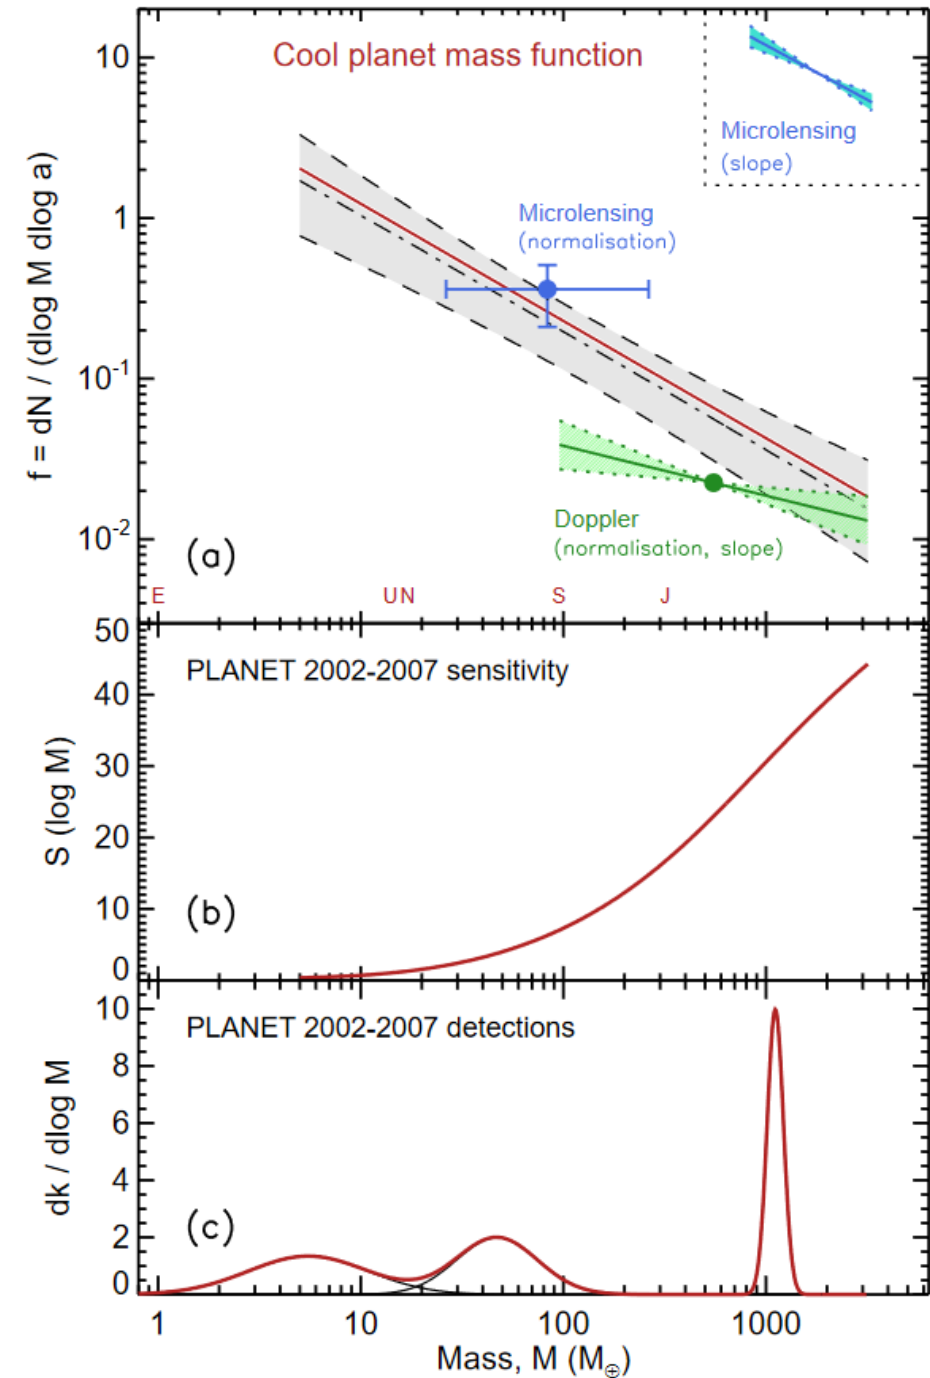 Cool planet mass function
10
1
10-1
10-2
f = dN / (dlog M dlog a)
Microlensing
(slope)
Microlensing
(normalisation)
Doppler
(normalisation, slope)
(a)
E UN S J
PLANET 2002-2007 sensitivity
50
40
30
20
10
0
S (log M)
(b)
PLANET 2002-2007 detections
10
8
6
4
2
0
dk / dlog M
(c)
1 10 100 1000
Mass, M (M⊕)